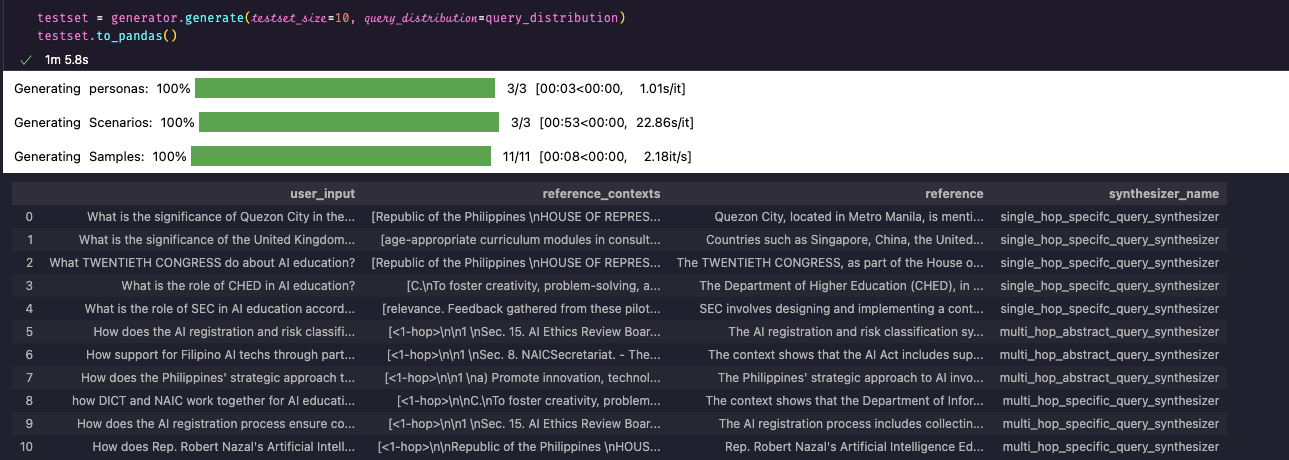 testset = generator.generate(testset_size=10, query_distribution=query_distribution)
testset.to_pandas()
✓ 1m 5.8s
Generating personas: 100% 3/3 [00:03<00:00, 1.01s/it]
Generating Scenarios: 100% 3/3 [00:53<00:00, 22.86s/it]
Generating Samples: 100% 11/11 [00:08<00:00, 2.18it/s]
user_input reference_contexts reference synthesizer_name
0 What is the significance of Quezon City in the... [Republic of the Philippines \nHOUSE OF REPRES... Quezon City, located in Metro Manila, is menti... single_hop_specifc_query_synthesizer
1 What is the significance of the United Kingdom... [age-appropriate curriculum modules in consult... Countries such as Singapore, China, the United... single_hop_specifc_query_synthesizer
2 What TWENTIETH CONGRESS do about AI education? [Republic of the Philippines \nHOUSE OF REPRES... The TWENTIETH CONGRESS, as part of the House o... single_hop_specifc_query_synthesizer
3 What is the role of CHED in AI education? [C.\nTo foster creativity, problem-solving, a... The Department of Higher Education (CHED), in ... single_hop_specifc_query_synthesizer
4 What is the role of SEC in AI education accord... [relevance. Feedback gathered from these pilot... SEC involves designing and implementing a cont... single_hop_specifc_query_synthesizer
5 How does the AI registration and risk classifi... [<1-hop>\n\n1 \nSec. 15. AI Ethics Review Boar... The AI registration and risk classification sy... multi_hop_abstract_query_synthesizer
6 How support for Filipino AI techs through part... [<1-hop>\n\n1 \nSec. 8. NAICSecretariat. - The... The context shows that the AI Act includes sup... multi_hop_abstract_query_synthesizer
7 How does the Philippines' strategic approach t... [<1-hop>\n\n1 \na) Promote innovation, technol... The Philippines' strategic approach to AI invo... multi_hop_abstract_query_synthesizer
8 how DICT and NAIC work together for AI educati... [<1-hop>\n\nC.\nTo foster creativity, problem... The context shows that the Department of Infor... multi_hop_specific_query_synthesizer
9 How does the AI registration process ensure co... [<1-hop>\n\n1 \nSec. 15. AI Ethics Review Boar... The AI registration process includes collectin... multi_hop_specific_query_synthesizer
10 How does Rep. Robert Nazal's Artificial Intell... [<1-hop>\n\nRepublic of the Philippines \nHOUS... Rep. Robert Nazal's Artificial Intelligence Ed... multi_hop_specific_query_synthesizer